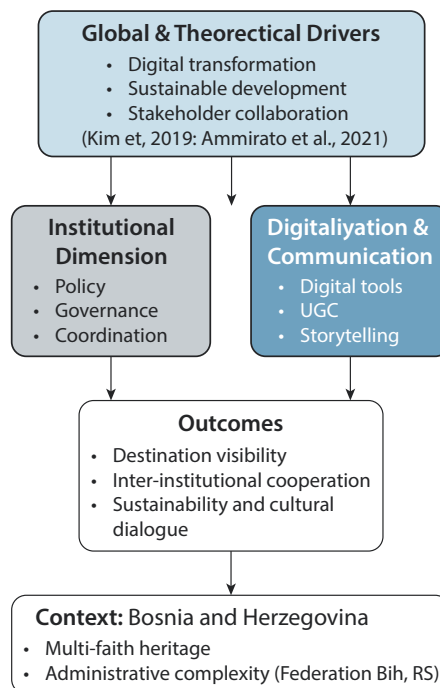 Global & Theorectical Drivers
• Digital transformation
• Sustainable development
• Stakeholder collaboration
(Kim et, 2019: Ammirato et al., 2021)
Institutional
Dimension
• Policy
• Governance
• Coordination
Digitaliyation &
Communication
• Digital tools
• UGC
• Storytelling
Outcomes
• Destination visibility
• Inter-institutional cooperation
• Sustainability and cultural
dialogue
Context: Bosnia and Herzegovina
• Multi-faith heritage
• Administrative complexity (Federation Bih, RS)